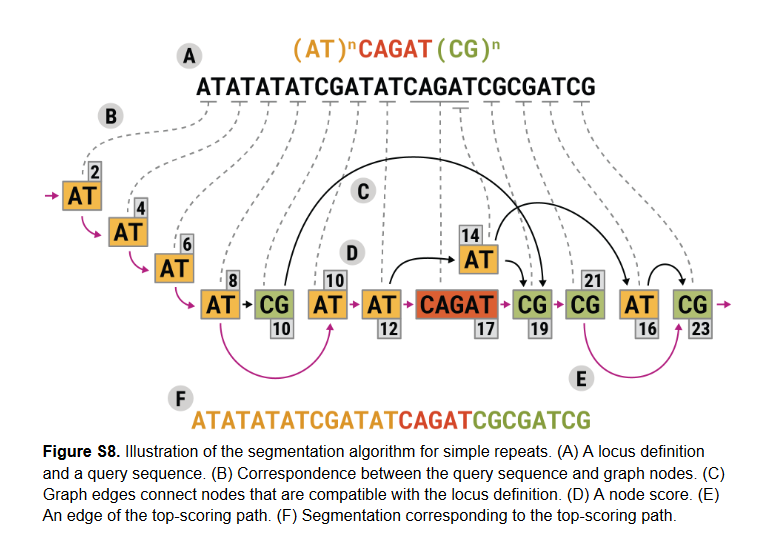 (AT)ⁿCAGAT(CG)ⁿ
A
ATATATATCGATATCAGATCGCGATCG
B
2
AT
C
4
AT
6
AT
D
14
AT
8
AT
CG
10
10
AT
AT
12
CAGAT
17
CG
19
21
CG
AT
16
CG
23
E
F
ATATATATCGATATCAGATCGCGATCG
Figure S8. Illustration of the segmentation algorithm for simple repeats. (A) A locus definition
and a query sequence. (B) Correspondence between the query sequence and graph nodes. (C)
Graph edges connect nodes that are compatible with the locus definition. (D) A node score. (E)
An edge of the top-scoring path. (F) Segmentation corresponding to the top-scoring path.